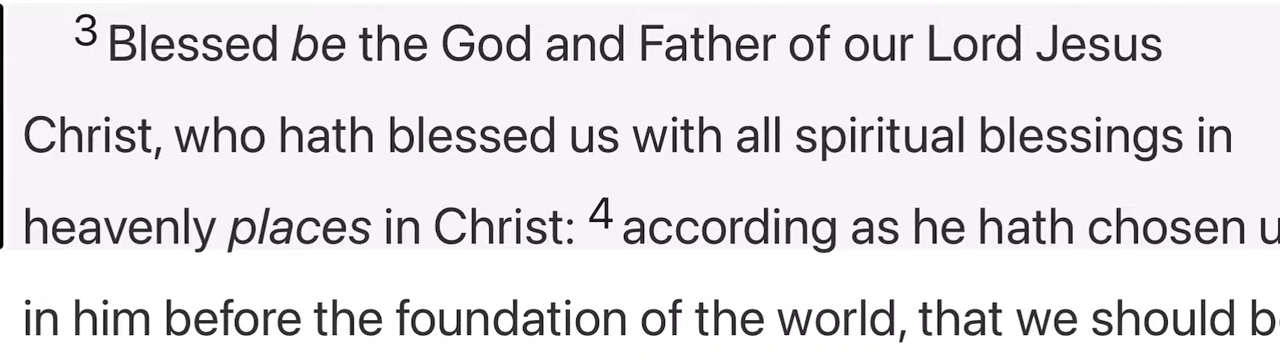 3 Blessed be the God and Father of our Lord Jesus
Christ, who hath blessed us with all spiritual blessings in
heavenly places in Christ: 4 according as he hath chosen
in him before the foundation of the world, that we should